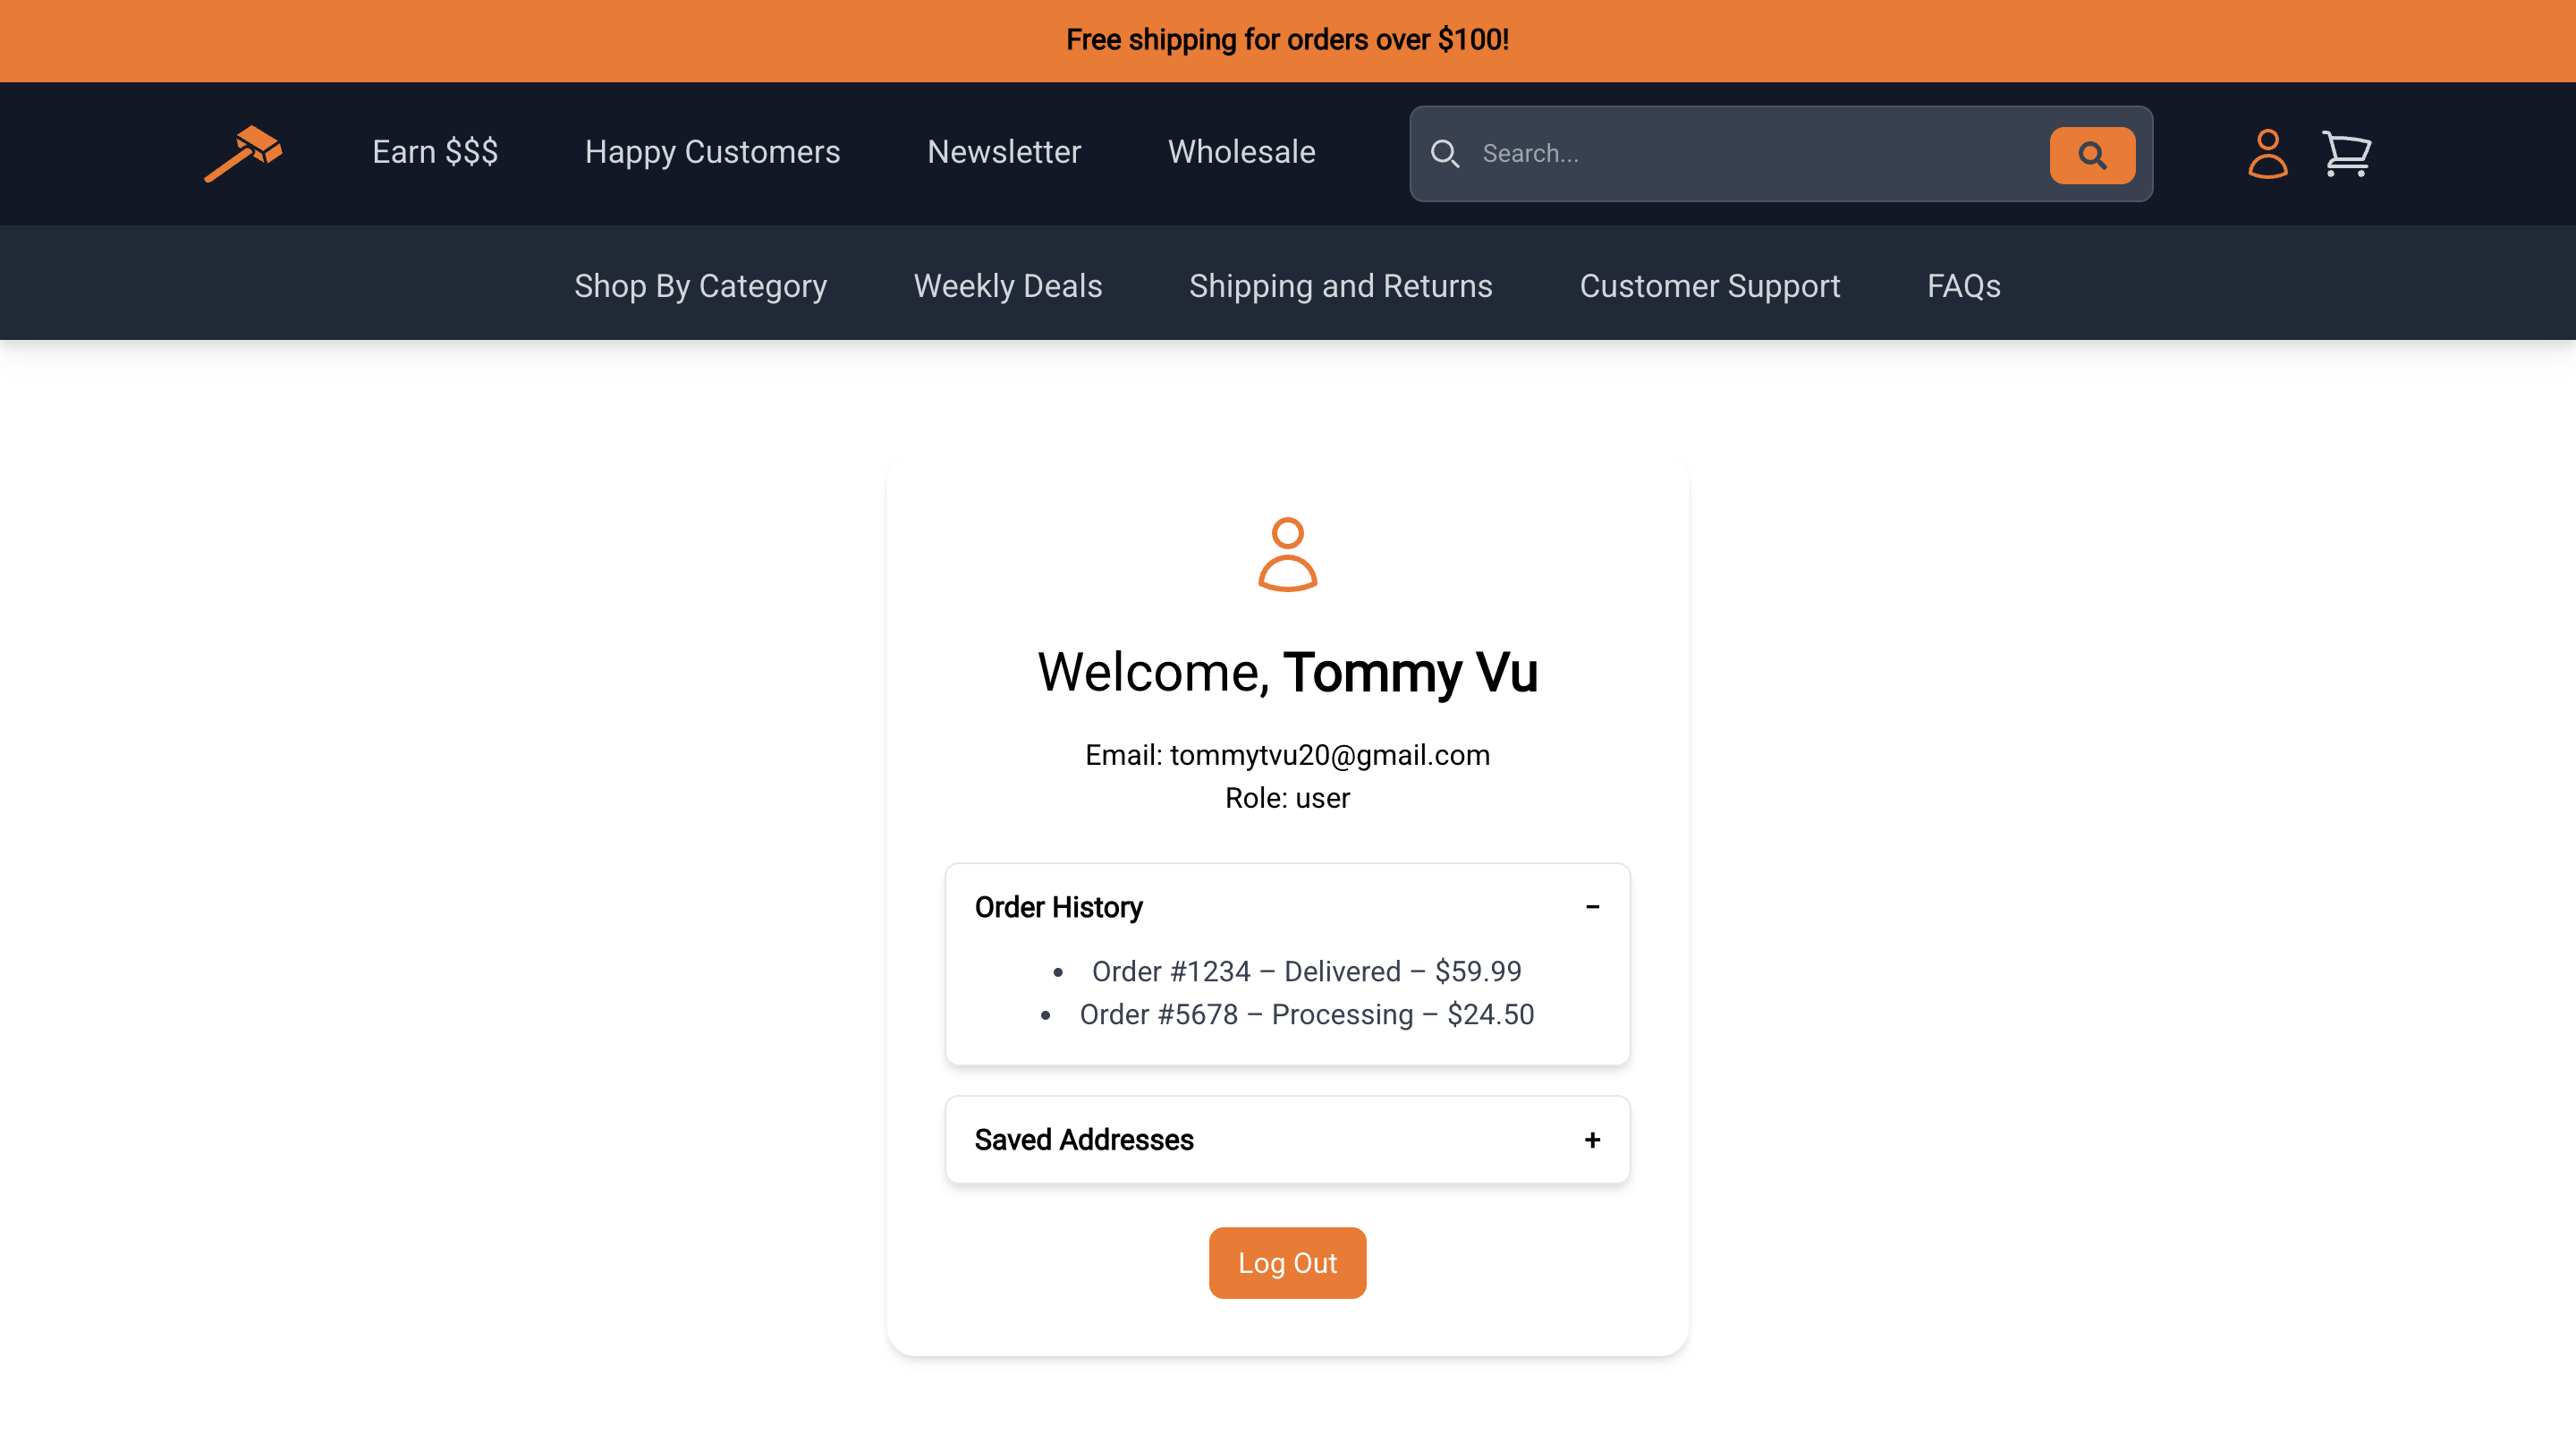 Free shipping for orders over $100!
Earn $$$ Happy Customers Newsletter Wholesale Search...
Shop By Category Weekly Deals Shipping and Returns Customer Support FAQs
Welcome, Tommy Vu
Email: tommytvu20@gmail.com
Role: user
Order History −
• Order #1234 – Delivered – $59.99
• Order #5678 – Processing – $24.50
Saved Addresses +
Log Out